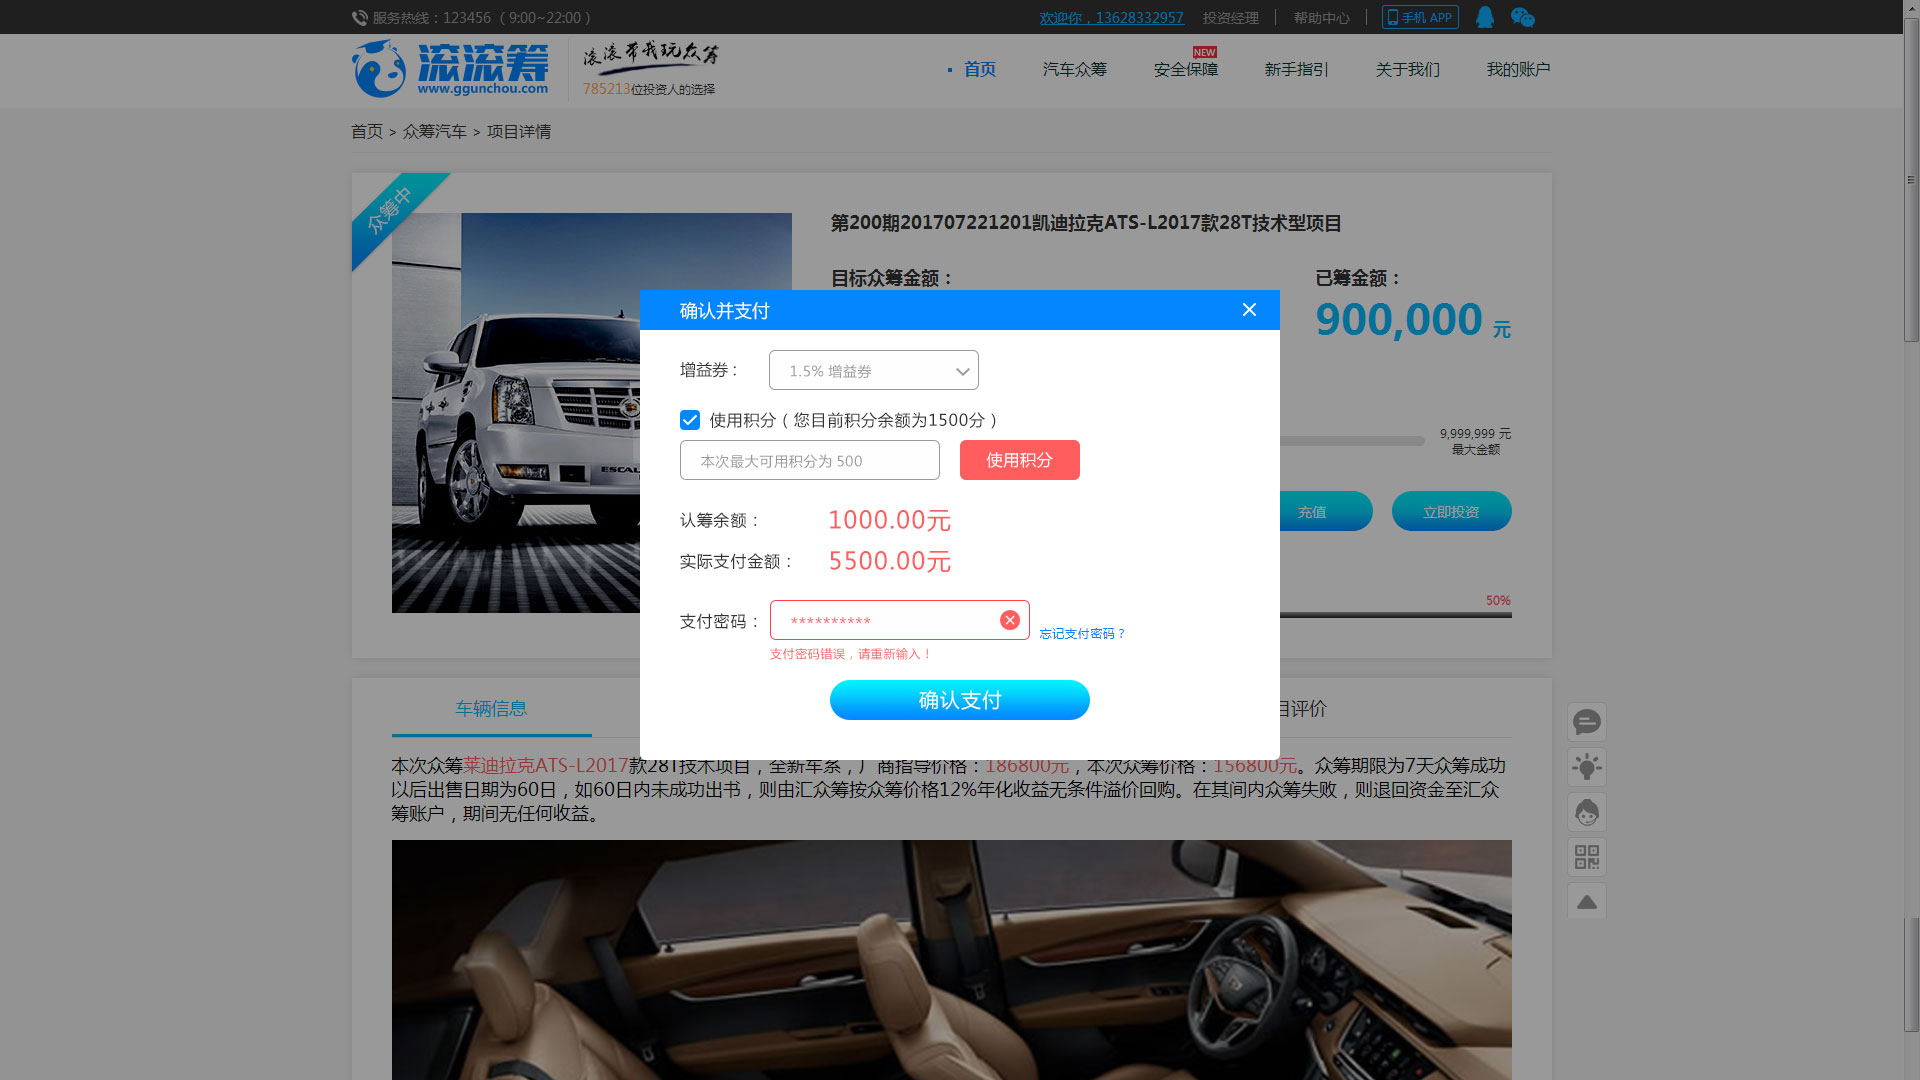 服务热线：123456 （9:00~22:00 ）
欢迎你，13628332957 投资经理 帮助中心 手机 APP
滚滚筹
www.ggunchou.com
滚滚带我玩众筹
785213位投资人的选择
首页 汽车众筹 安全保障 NEW 新手指引 关于我们 我的账户
首页 > 众筹汽车 > 项目详情
众筹中
第200期201707221201凯迪拉克ATS-L2017款28T技术型项目
目标众筹金额： 已筹金额：
900,000 元
确认并支付
增益券： 1.5% 增益券
使用积分（您目前积分余额为1500分）
本次最大可用积分为 500 使用积分
9,999,999 元
最大金额
充值 立即投资
认筹余额： 1000.00元
实际支付金额： 5500.00元
50%
支付密码： ********** 忘记支付密码？
支付密码错误，请重新输入！
确认支付
车辆信息 目评价
本次众筹莱迪拉克ATS-L2017款28T技术项目，全新车系，厂商指导价格：186800元，本次众筹价格：156800元。众筹期限为7天众筹成功
以后出售日期为60日，如60日内未成功出书，则由汇众筹按众筹价格12%年化收益无条件溢价回购。在其间内众筹失败，则退回资金至汇众
筹账户，期间无任何收益。